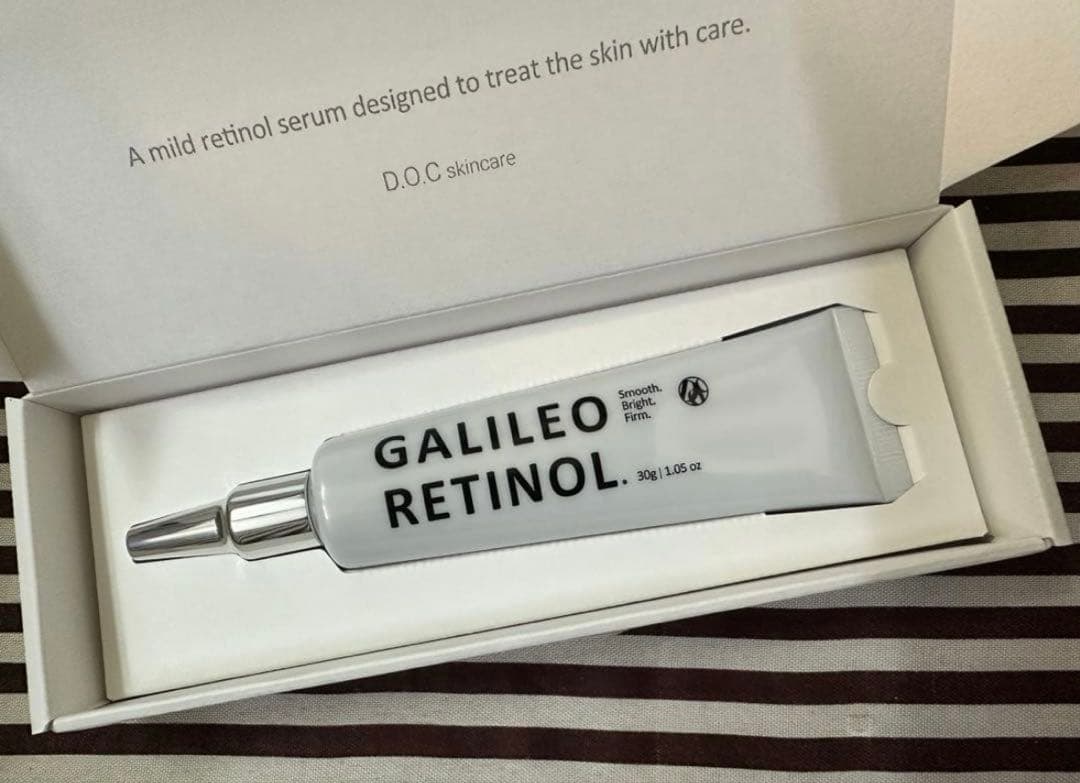 A mild retinol serum designed to treat the skin with care.
D.O.C skincare
GALILEO
RETINOL.
Smooth.
Bright.
Firm.
30g | 1.05 oz